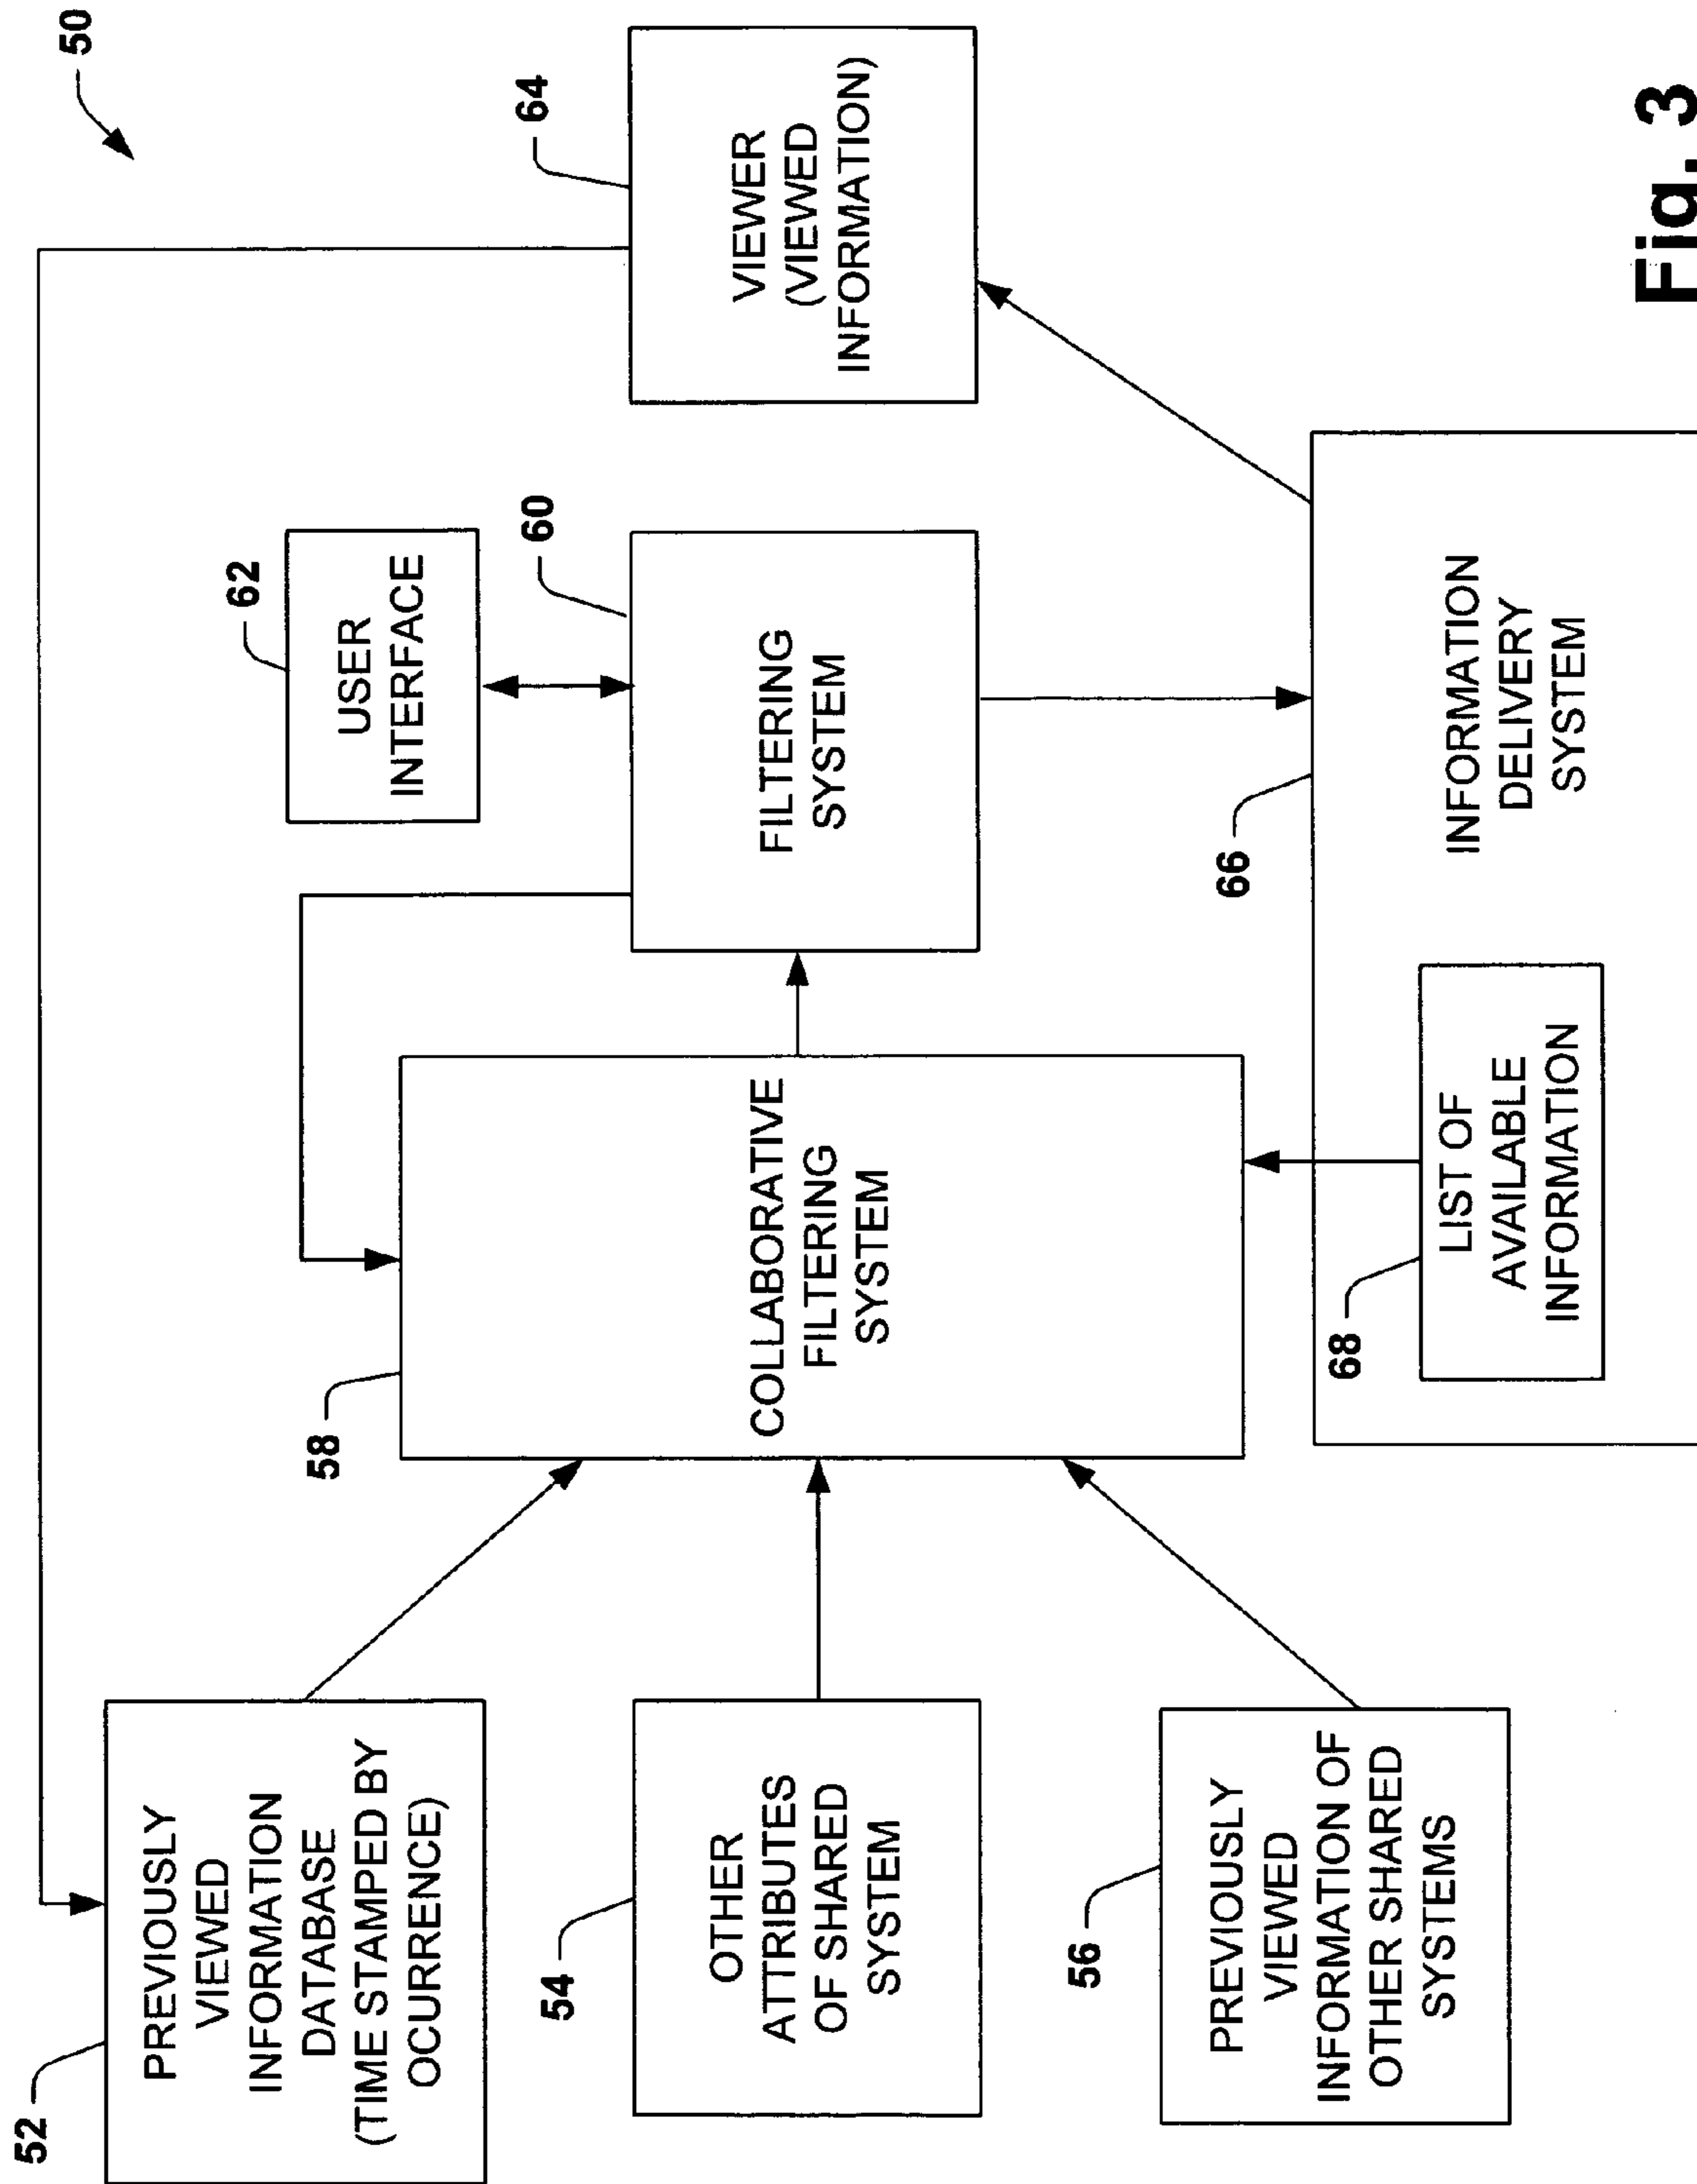 50
52
PREVIOUSLY
VIEWED
INFORMATION
DATABASE
(TIME STAMPED BY
OCURRENCE)
54
OTHER
ATTRIBUTES
OF SHARED
SYSTEM
56
PREVIOUSLY
VIEWED
INFORMATION OF
OTHER SHARED
SYSTEMS
58
COLLABORATIVE
FILTERING
SYSTEM
62
USER
INTERFACE
60
FILTERING
SYSTEM
64
VIEWER
(VIEWED
INFORMATION)
66
INFORMATION
DELIVERY
SYSTEM
68
LIST OF
AVAILABLE
INFORMATION
Fig. 3